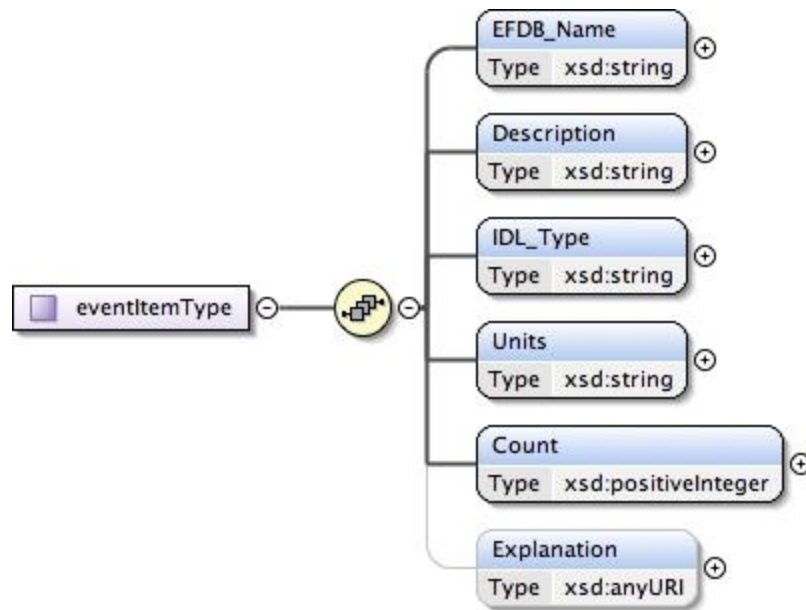 EFDB_Name
Type xsd:string
Description
Type xsd:string
IDL_Type
Type xsd:string
eventItemType
Units
Type xsd:string
Count
Type xsd:positiveInteger
Explanation
Type xsd:anyURI